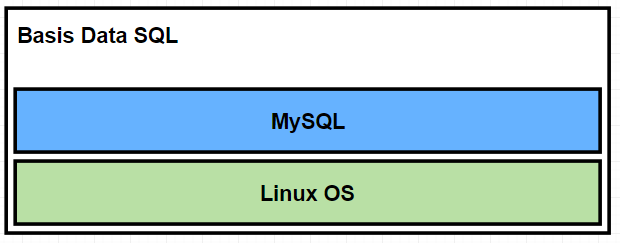 Basis Data SQL
MySQL
Linux OS